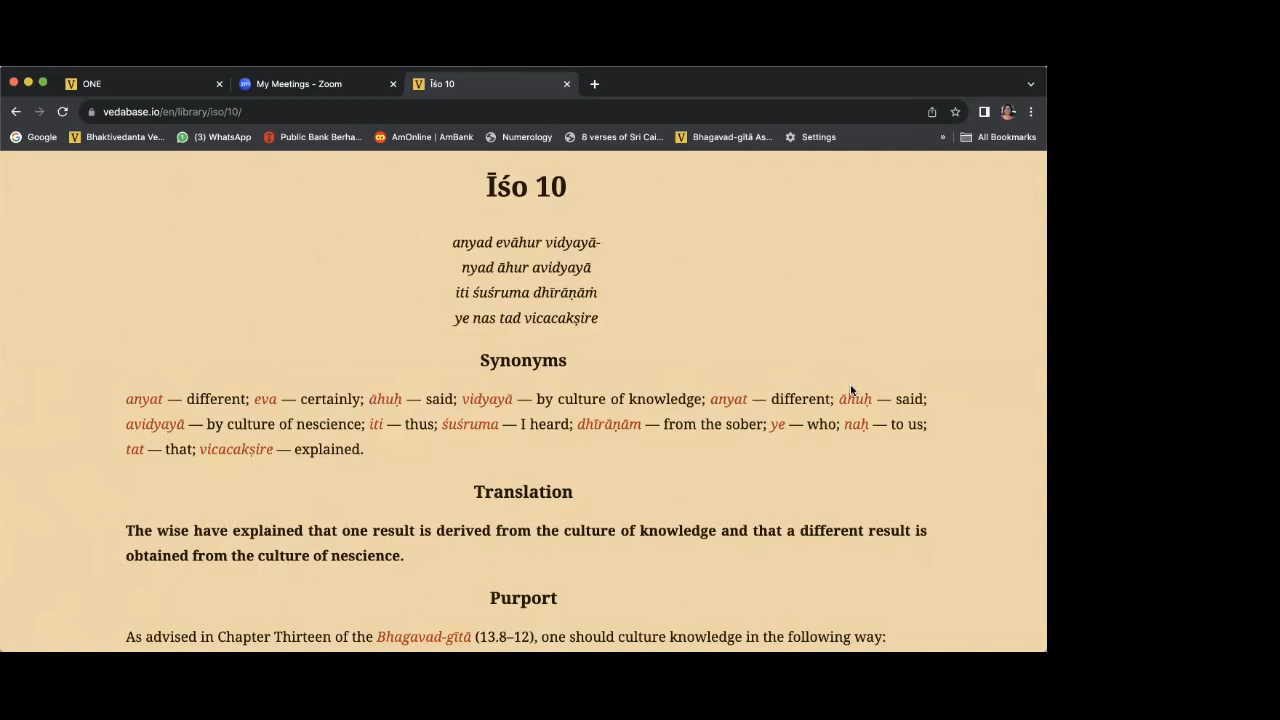 ONE
My Meetings - Zoom
Īśo 10
vedabase.io/en/library/iso/10/
Google
Bhaktivedanta Ve...
(3) WhatsApp
Public Bank Berha...
AmOnline | AmBank
Numerology
8 verses of Sri Cai...
Bhagavad-gītā As...
Settings
»
All Bookmarks
Īśo 10
anyad evāhur vidyayā-
nyad āhur avidyayā
iti śuśruma dhīrāṇāṁ
ye nas tad vicacakṣire
Synonyms
anyat — different; eva — certainly; āhuḥ — said; vidyayā — by culture of knowledge; anyat — different; āhuḥ — said;
avidyayā — by culture of nescience; iti — thus; śuśruma — I heard; dhīrāṇām — from the sober; ye — who; naḥ — to us;
tat — that; vicacakṣire — explained.
Translation
The wise have explained that one result is derived from the culture of knowledge and that a different result is
obtained from the culture of nescience.
Purport
As advised in Chapter Thirteen of the Bhagavad-gītā (13.8–12), one should culture knowledge in the following way: